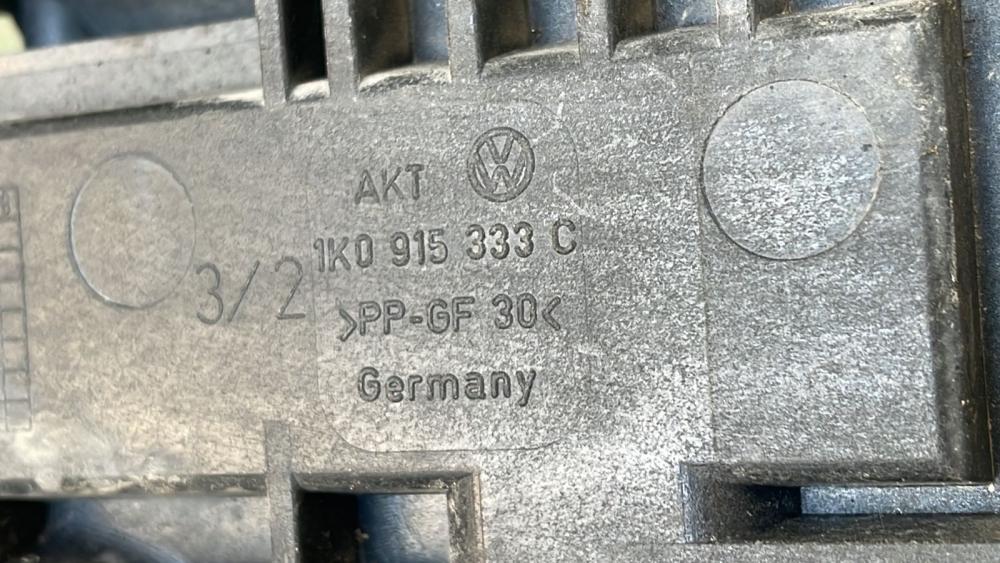 AKT
1K0 915 333 C
3/2
>PP-GF 30<
Germany